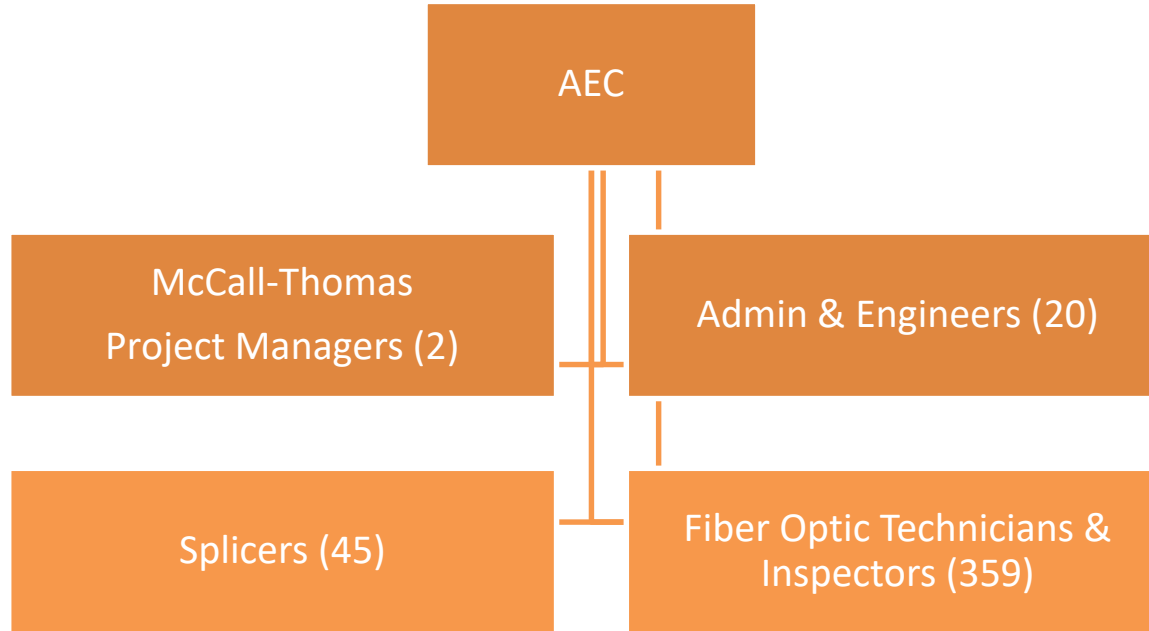 AEC
McCall-Thomas
Project Managers (2)
Admin & Engineers (20)
Splicers (45)
Fiber Optic Technicians &
Inspectors (359)